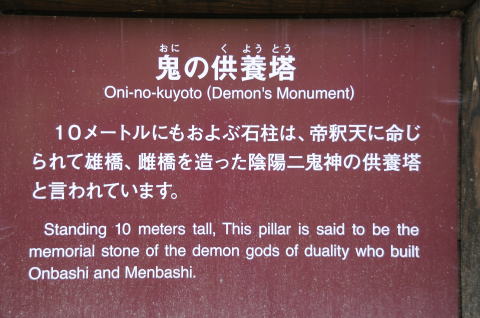 おに く よう とう
鬼の供養塔
Oni-no-kuyoto (Demon's Monument)
１０メートルにもおよぶ石柱は、帝釈天に命じ
られて雄橋、雌橋を造った陰陽二鬼神の供養塔
と言われています。
Standing 10 meters tall, This pillar is said to be the
memorial stone of the demon gods of duality who built
Onbashi and Menbashi.